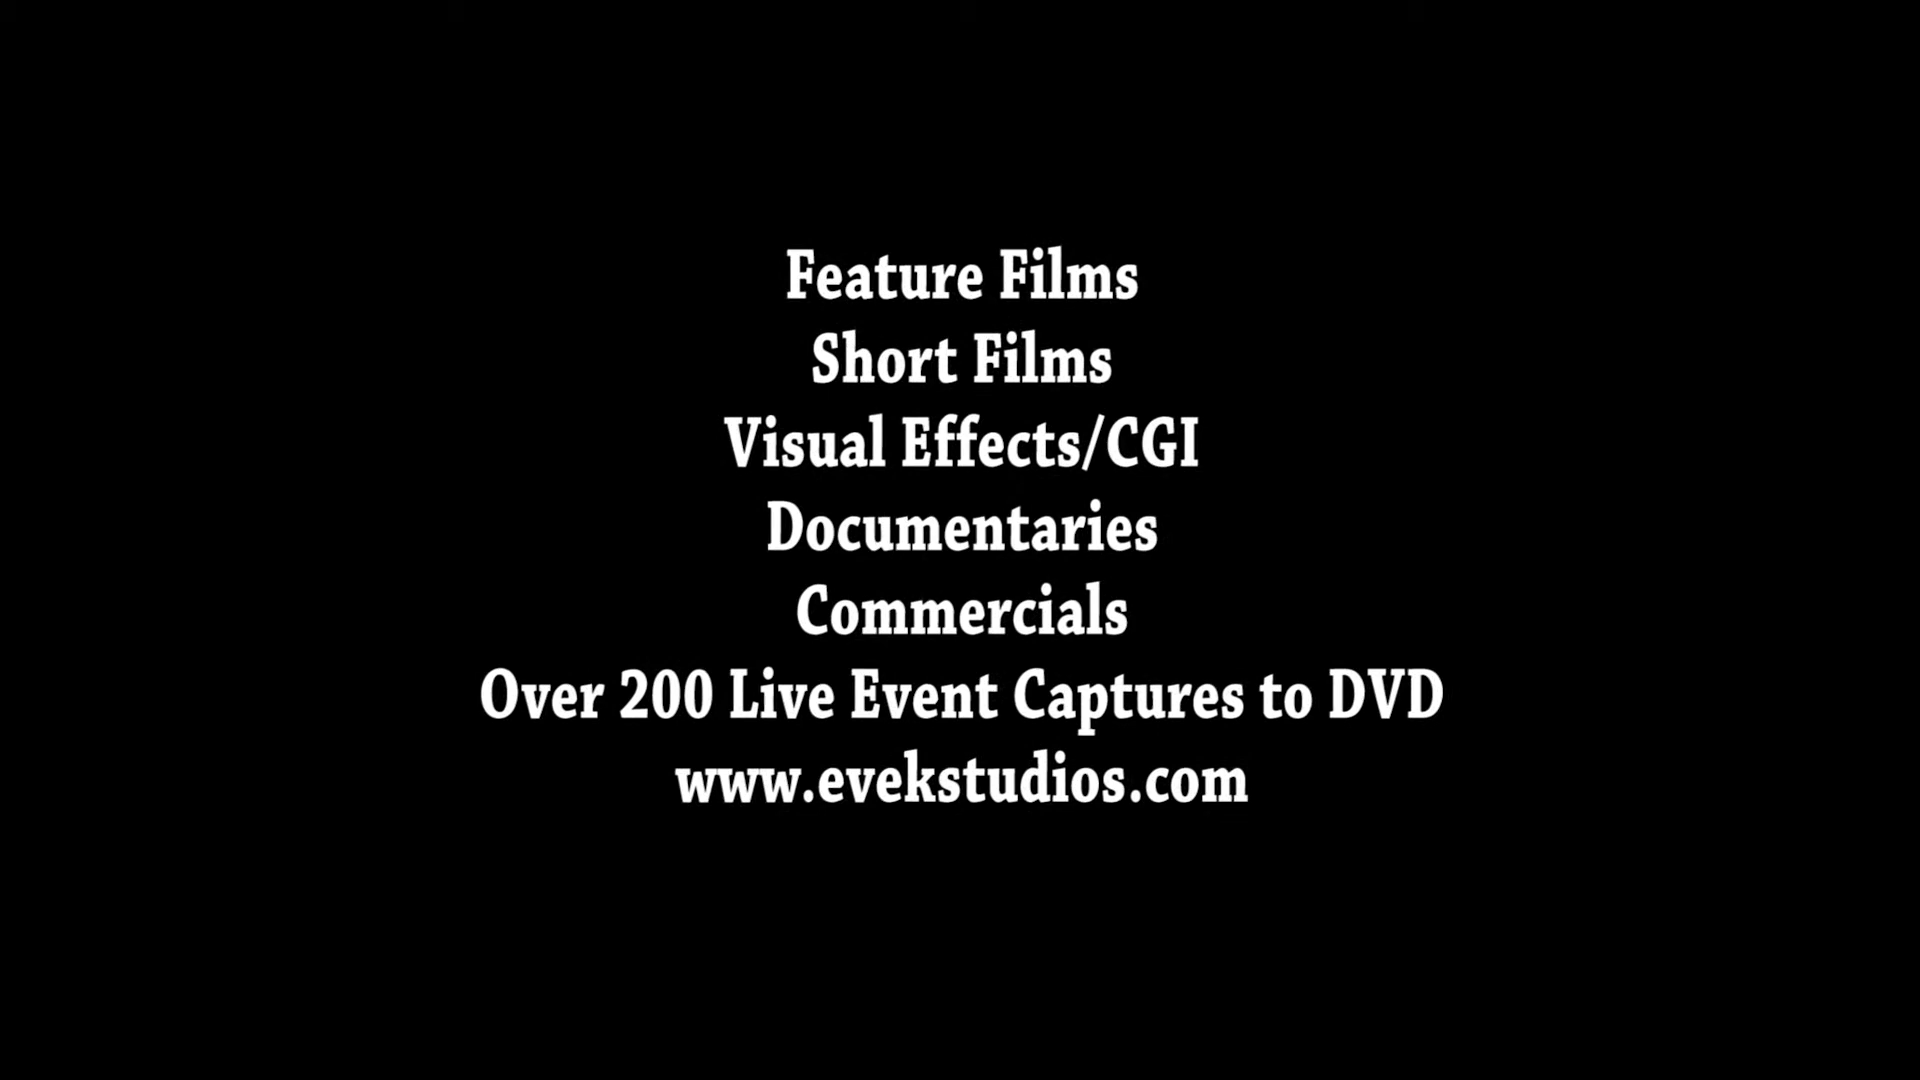 Feature Films
Short Films
Visual Effects/CGI
Documentaries
Commercials
Over 200 Live Event Captures to DVD
www.evekstudios.com